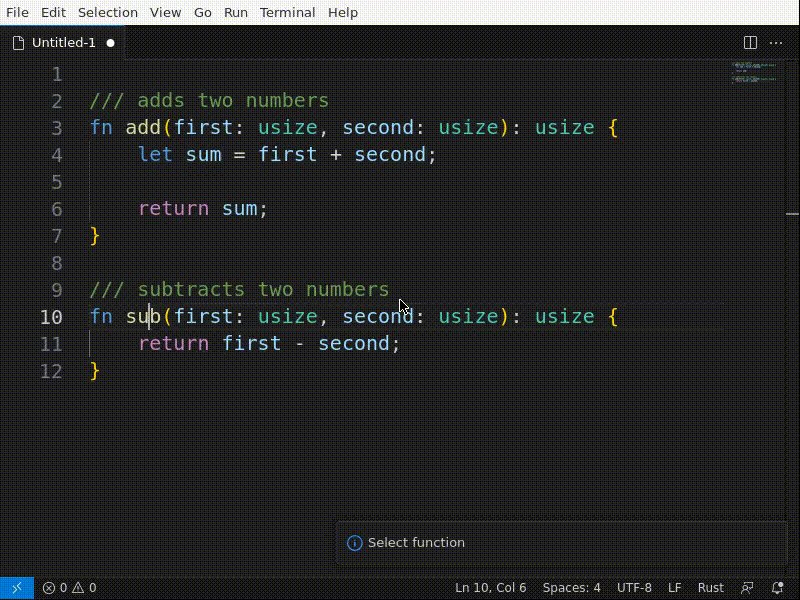 File Edit Selection View Go Run Terminal Help
Untitled-1
1
2 /// adds two numbers
3 fn add(first: usize, second: usize): usize {
4     let sum = first + second;
5
6     return sum;
7 }
8
9 /// subtracts two numbers
10 fn sub(first: usize, second: usize): usize {
11     return first - second;
12 }
Select function
0 0 Ln 10, Col 6 Spaces: 4 UTF-8 LF Rust